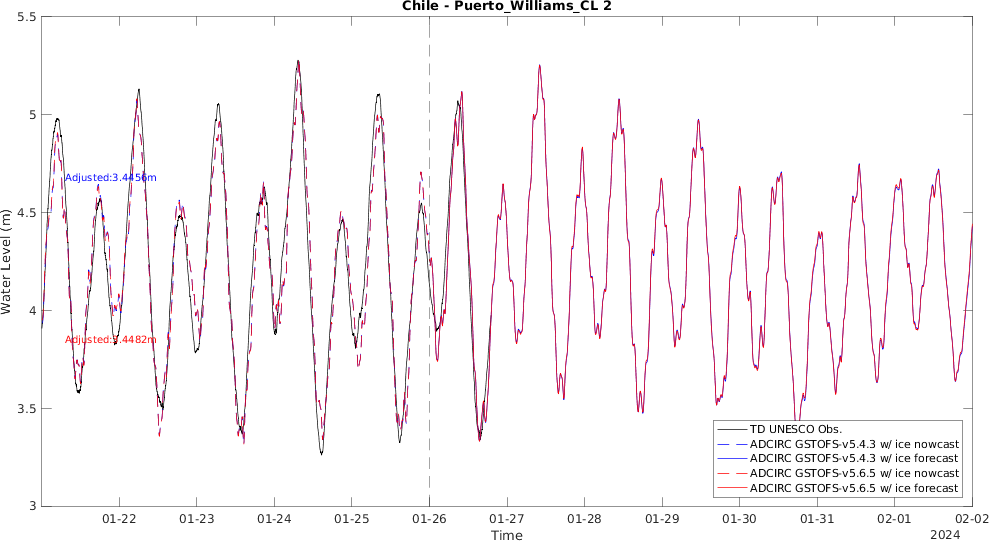 Chile - Puerto_Williams_CL 2
Water Level (m)
5.5
5
4.5
4
3.5
3
Adjusted:3.4456m
Adjusted:3.4482m
TD UNESCO Obs.
ADCIRC GSTOFS-v5.4.3 w/ ice nowcast
ADCIRC GSTOFS-v5.4.3 w/ ice forecast
ADCIRC GSTOFS-v5.6.5 w/ ice nowcast
ADCIRC GSTOFS-v5.6.5 w/ ice forecast
01-22 01-23 01-24 01-25 01-26 01-27 01-28 01-29 01-30 01-31 02-01 02-02
Time
2024